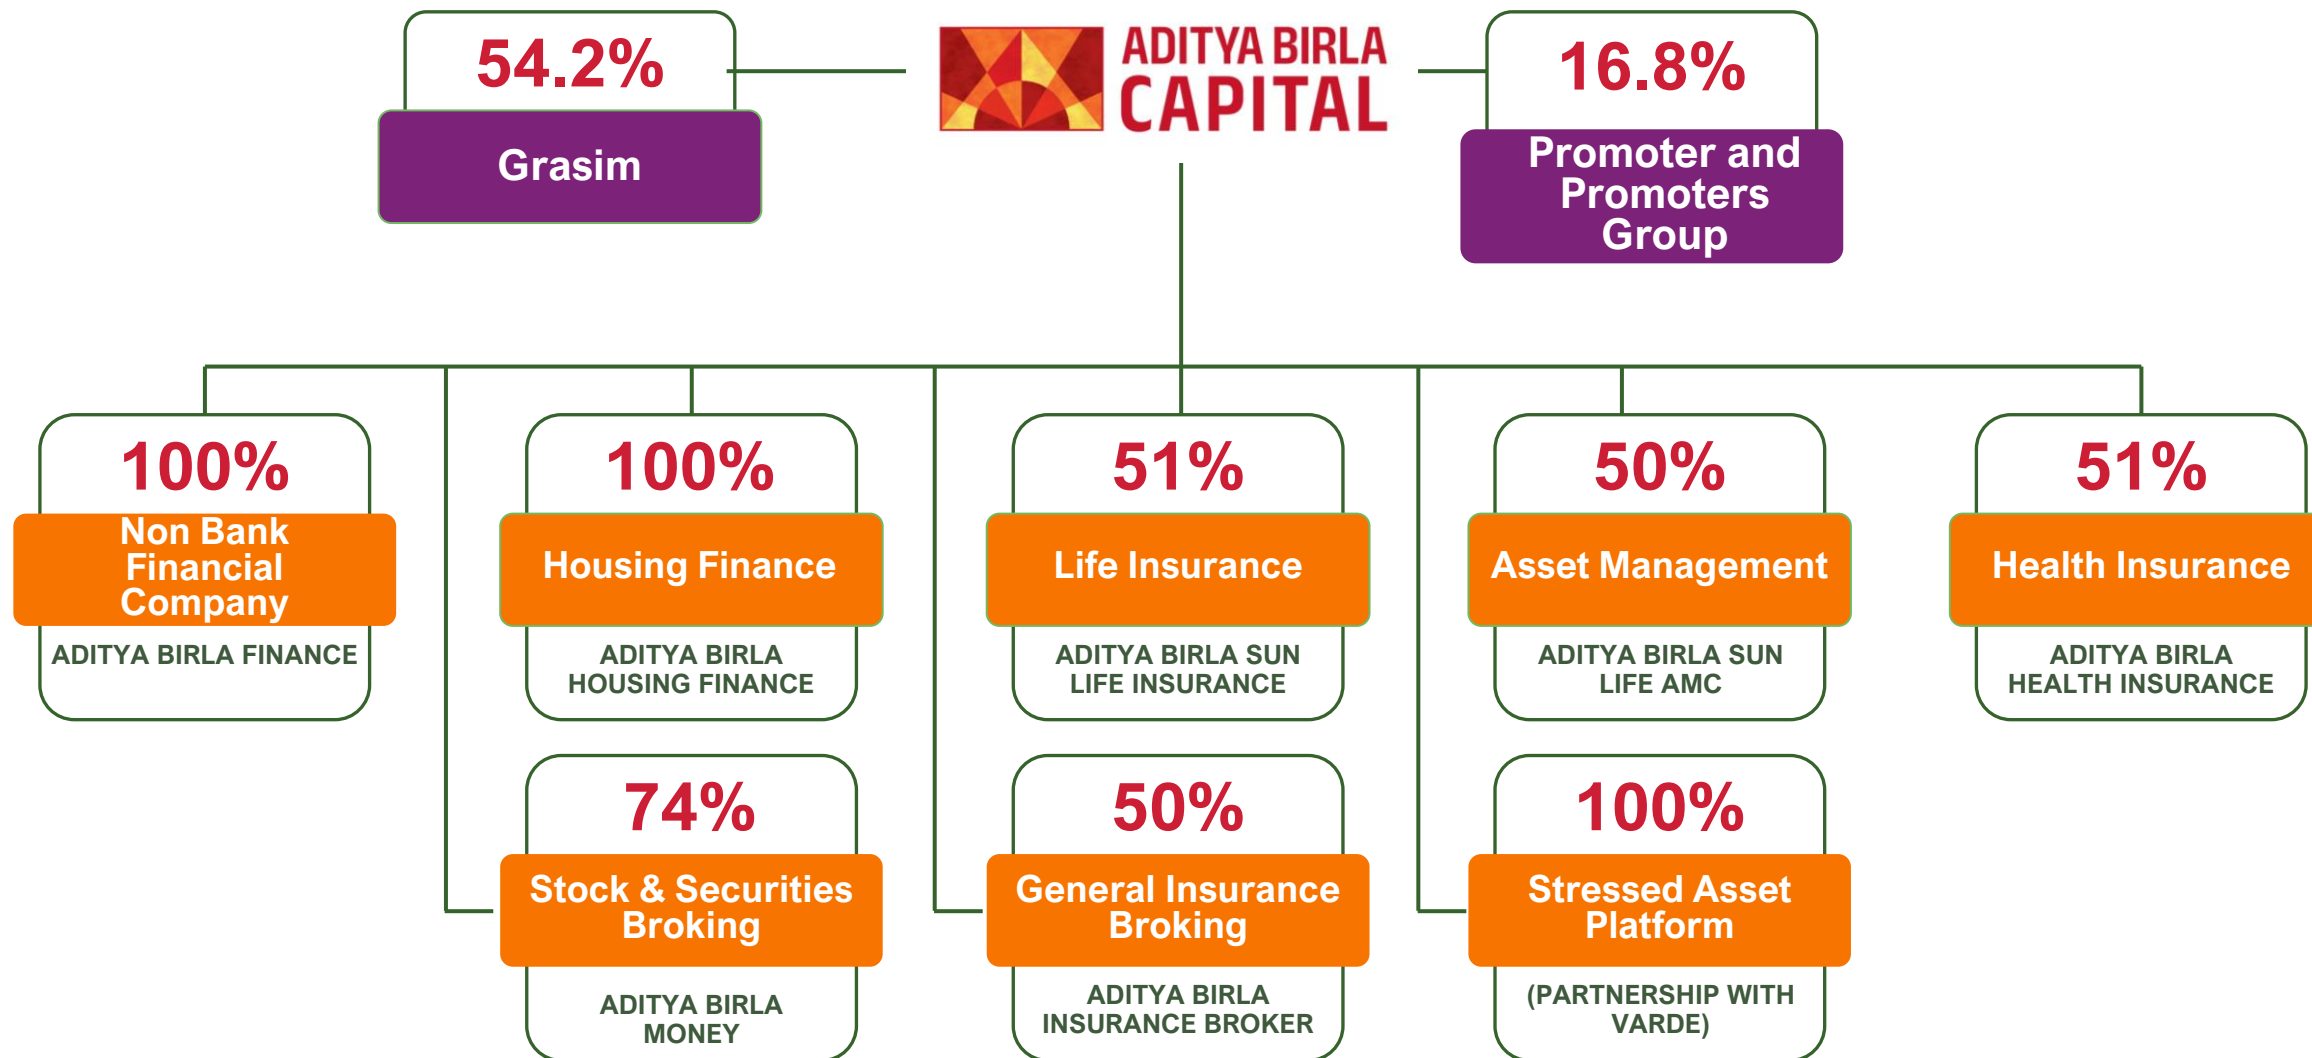 54.2%
Grasim
ADITYA BIRLA
CAPITAL
16.8%
Promoter and
Promoters
Group
100%
Non Bank
Financial
Company
ADITYA BIRLA FINANCE
100%
Housing Finance
ADITYA BIRLA
HOUSING FINANCE
51%
Life Insurance
ADITYA BIRLA SUN
LIFE INSURANCE
50%
Asset Management
ADITYA BIRLA SUN
LIFE AMC
51%
Health Insurance
ADITYA BIRLA
HEALTH INSURANCE
74%
Stock & Securities
Broking
ADITYA BIRLA
MONEY
50%
General Insurance
Broking
ADITYA BIRLA
INSURANCE BROKER
100%
Stressed Asset
Platform
(PARTNERSHIP WITH
VARDE)